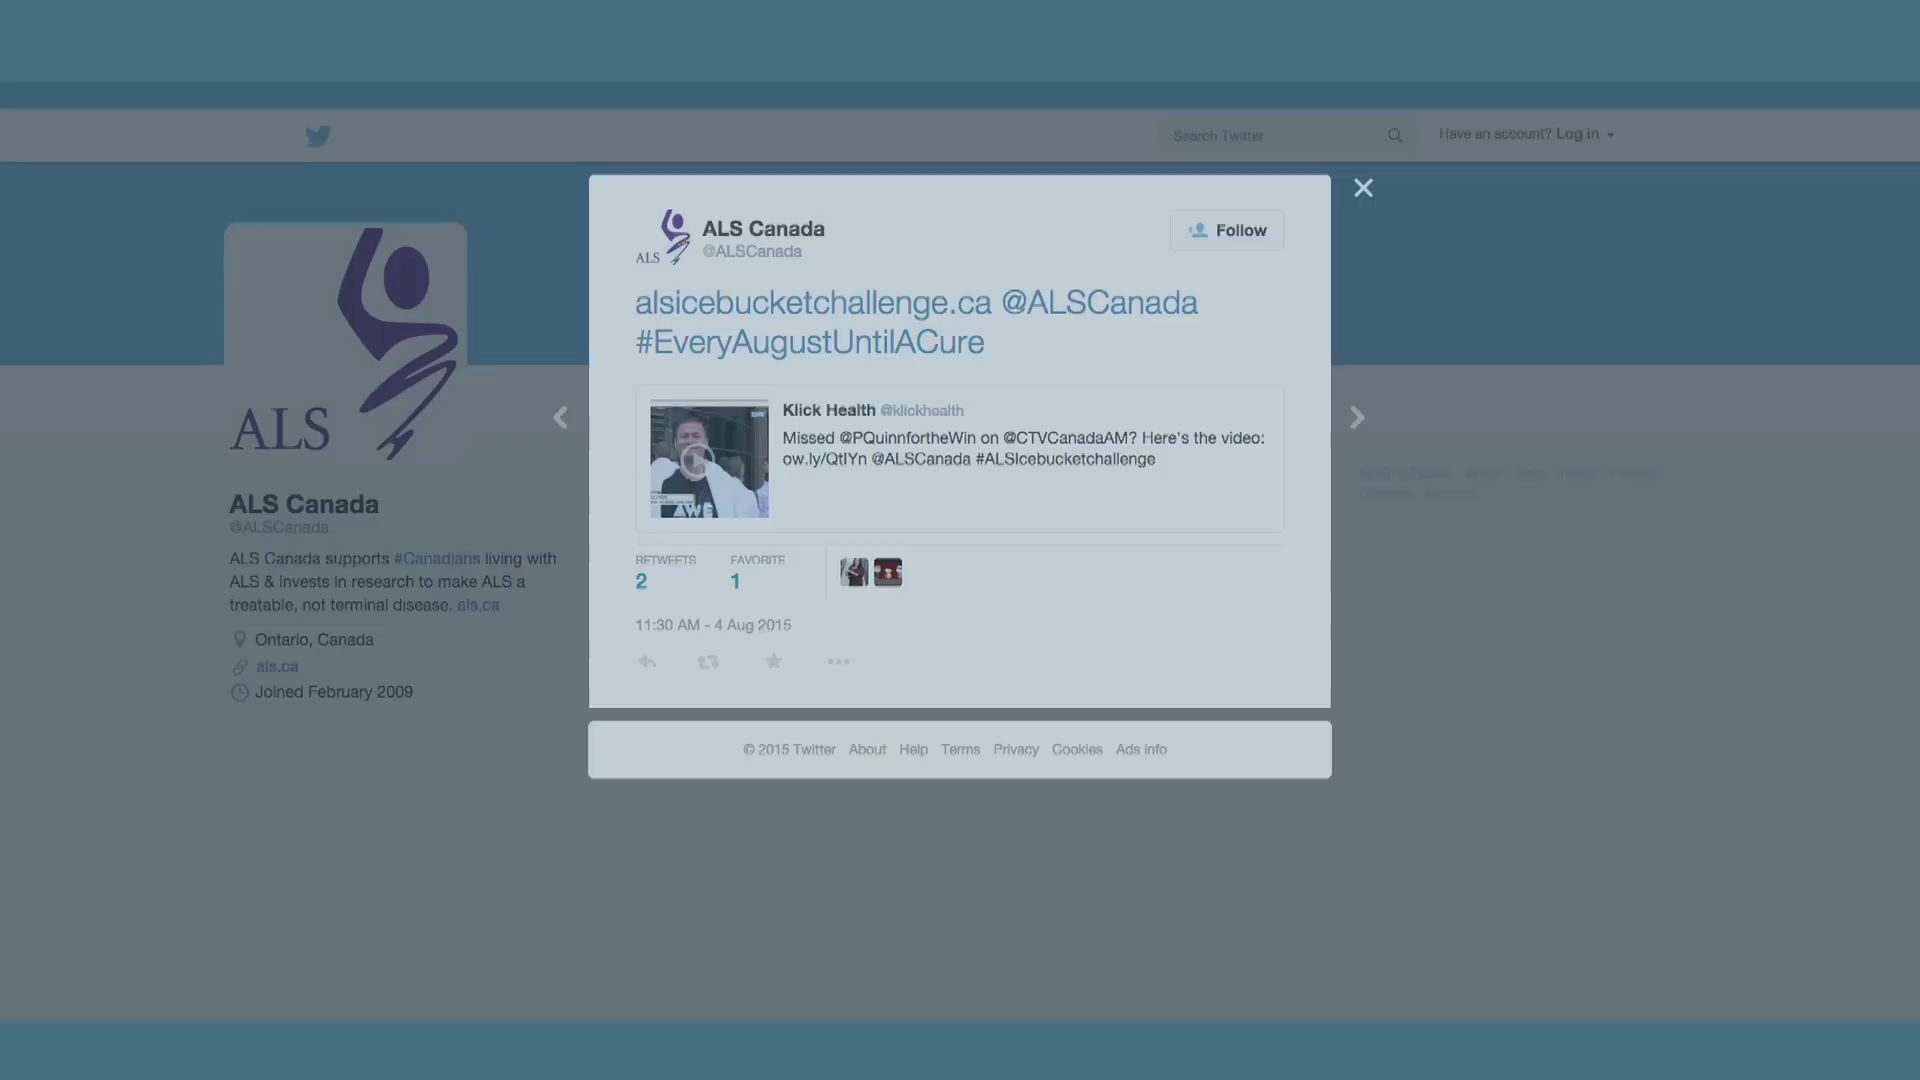 Search Twitter
Have an account? Log in
ALS
ALS Canada
@ALSCanada
ALS Canada supports #Canadians living with
ALS & invests in research to make ALS a
treatable, not terminal disease. als.ca
Ontario, Canada
als.ca
Joined February 2009
ALS
ALS Canada
@ALSCanada
Follow
alsicebucketchallenge.ca @ALSCanada
#EveryAugustUntilACure
Klick Health @klickhealth
Missed @PQuinnfortheWin on @CTVCanadaAM? Here's the video:
ow.ly/QtIYn @ALSCanada #ALSIcebucketchallenge
RETWEETS FAVORITE
2 1
11:30 AM - 4 Aug 2015
© 2015 Twitter About Help Terms Privacy Cookies Ads info